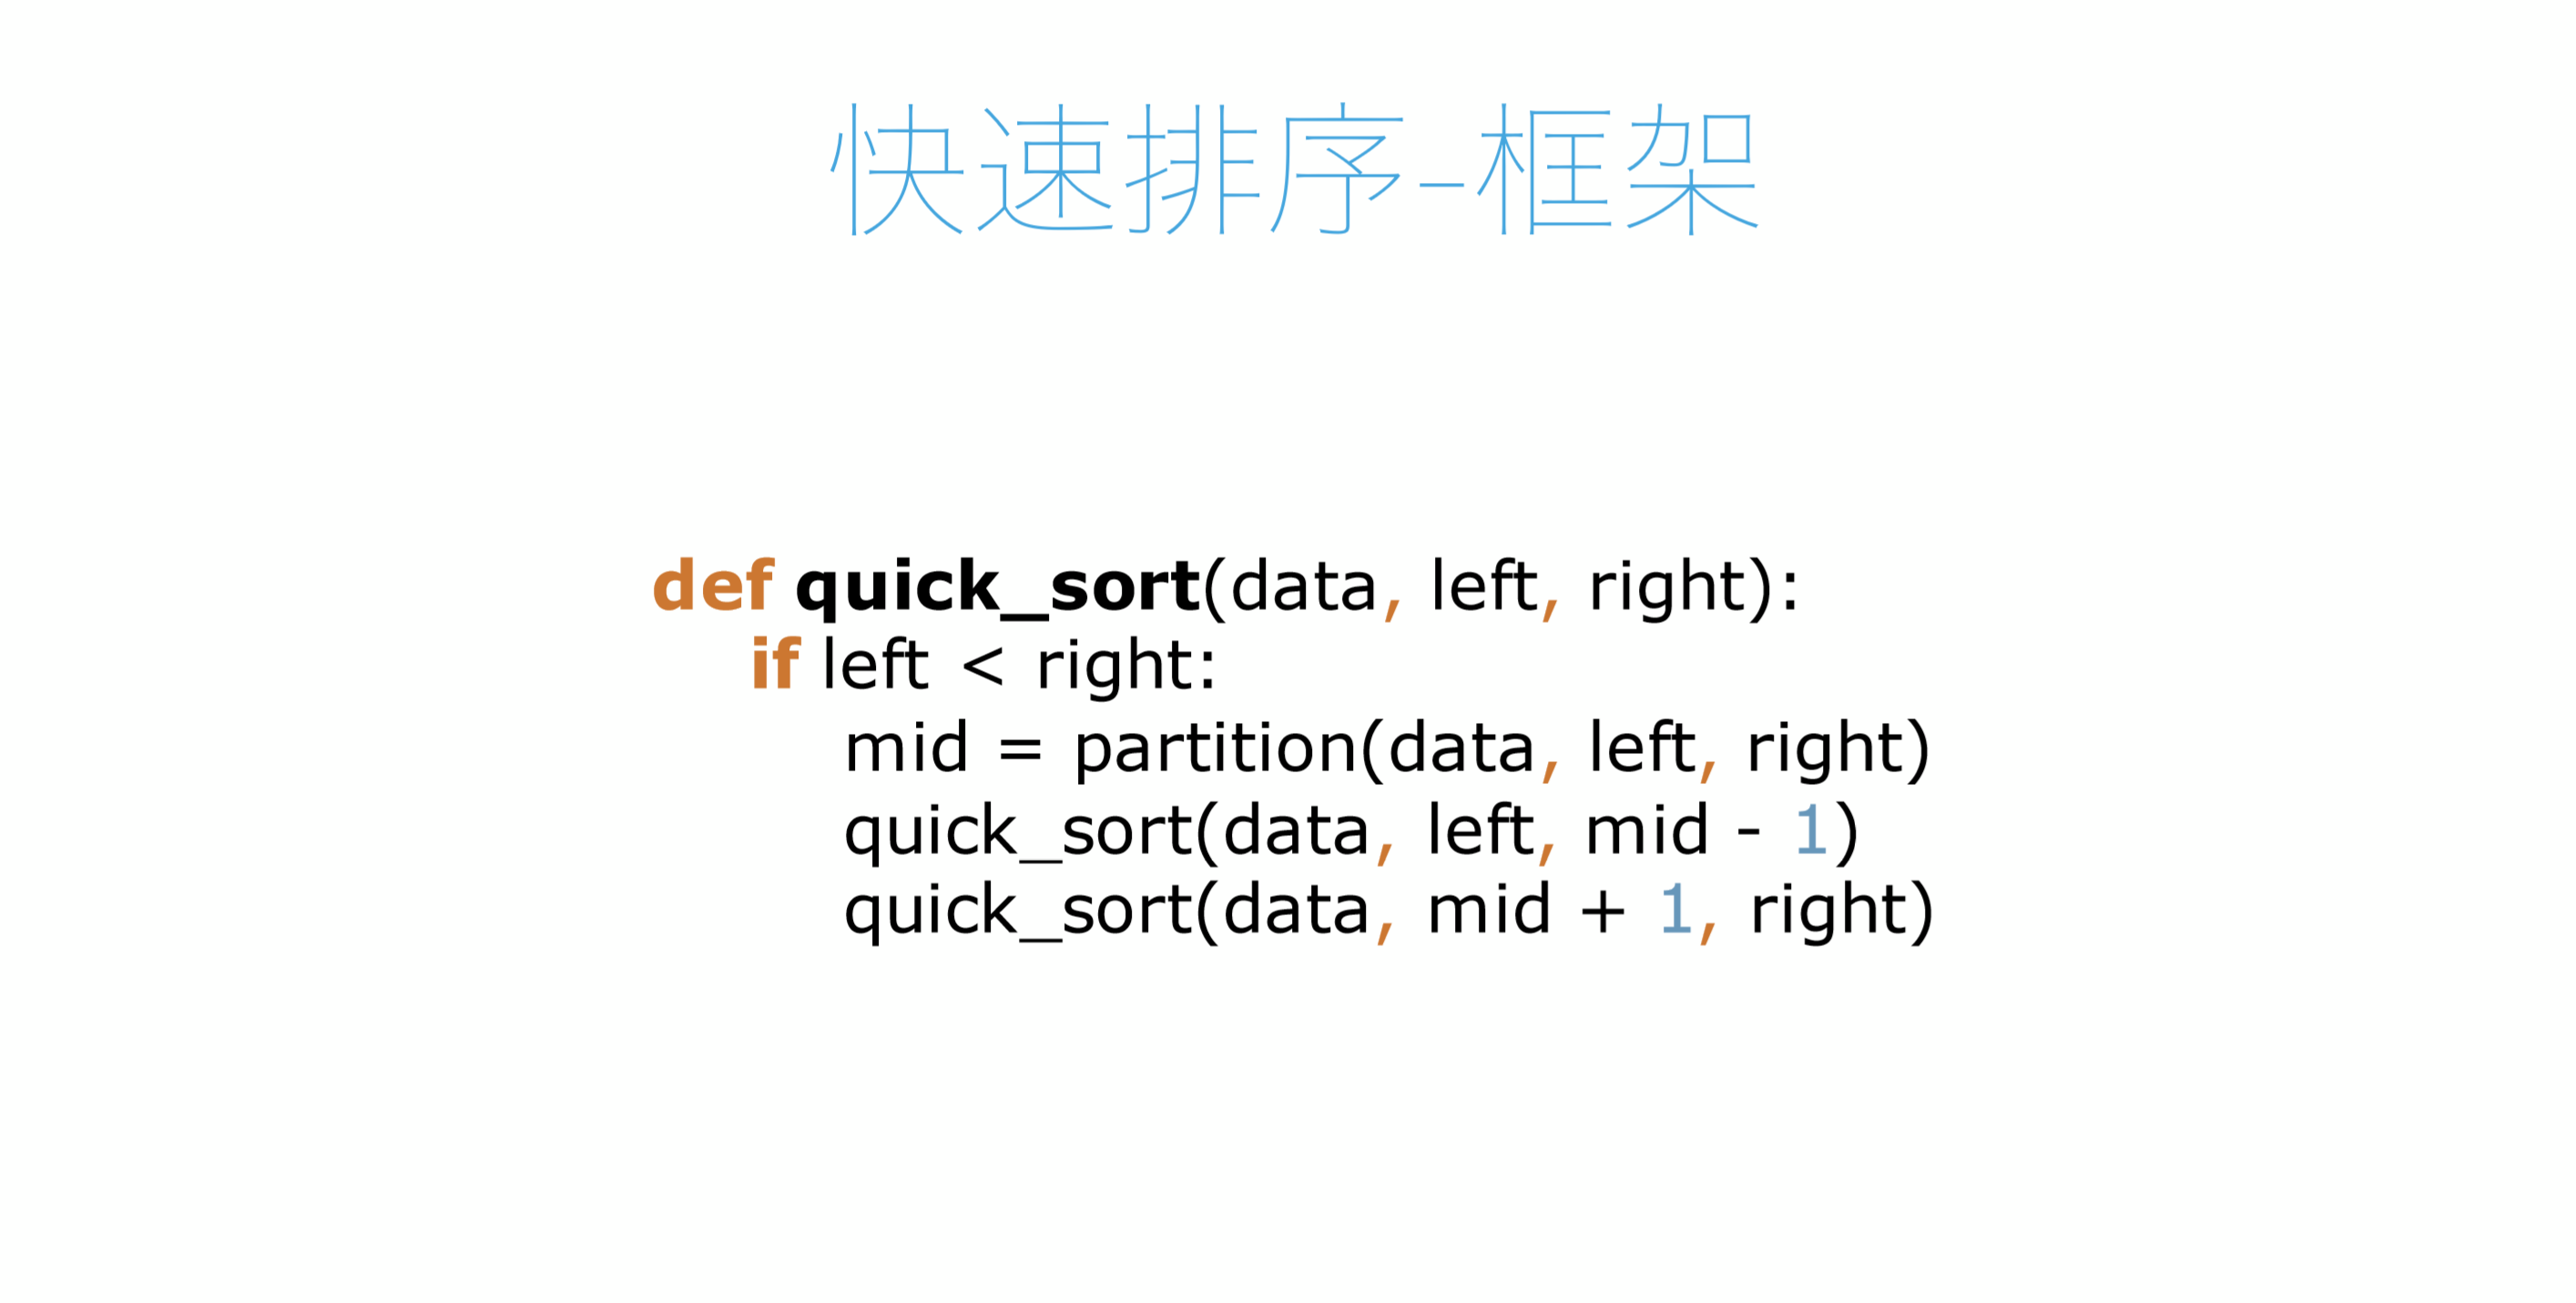 快速排序-框架
def quick_sort(data, left, right):
    if left < right:
        mid = partition(data, left, right)
        quick_sort(data, left, mid - 1)
        quick_sort(data, mid + 1, right)